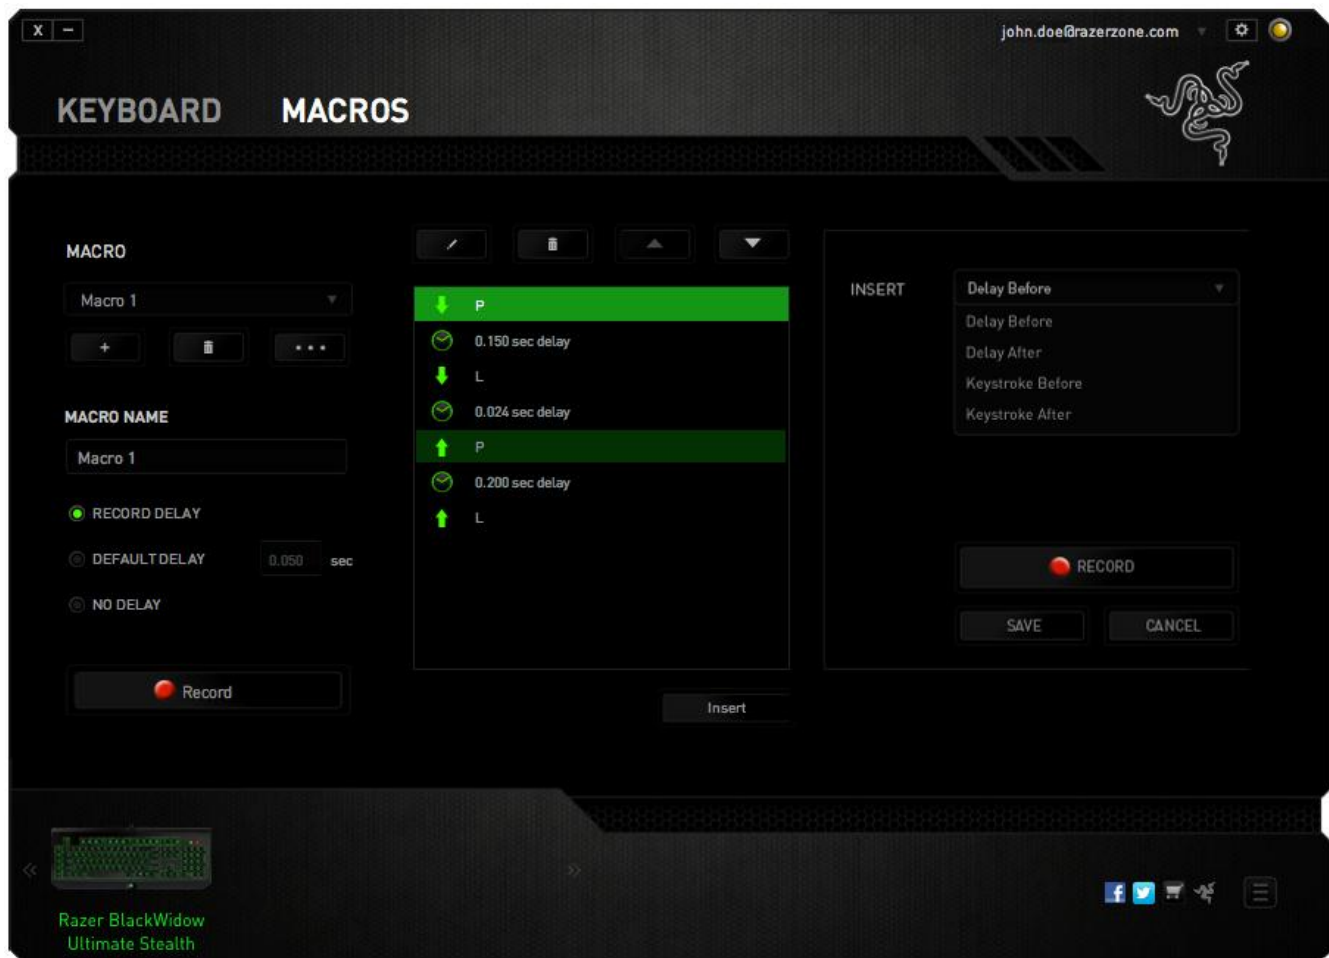 X –
john.doe@razerzone.com
KEYBOARD MACROS
MACRO
Macro 1
+
MACRO NAME
Macro 1
RECORD DELAY
DEFAULT DELAY 0.050 sec
NO DELAY
Record
P
0.150 sec delay
L
0.024 sec delay
P
0.200 sec delay
L
Insert
INSERT Delay Before
Delay Before
Delay After
Keystroke Before
Keystroke After
RECORD
SAVE CANCEL
Razer BlackWidow
Ultimate Stealth